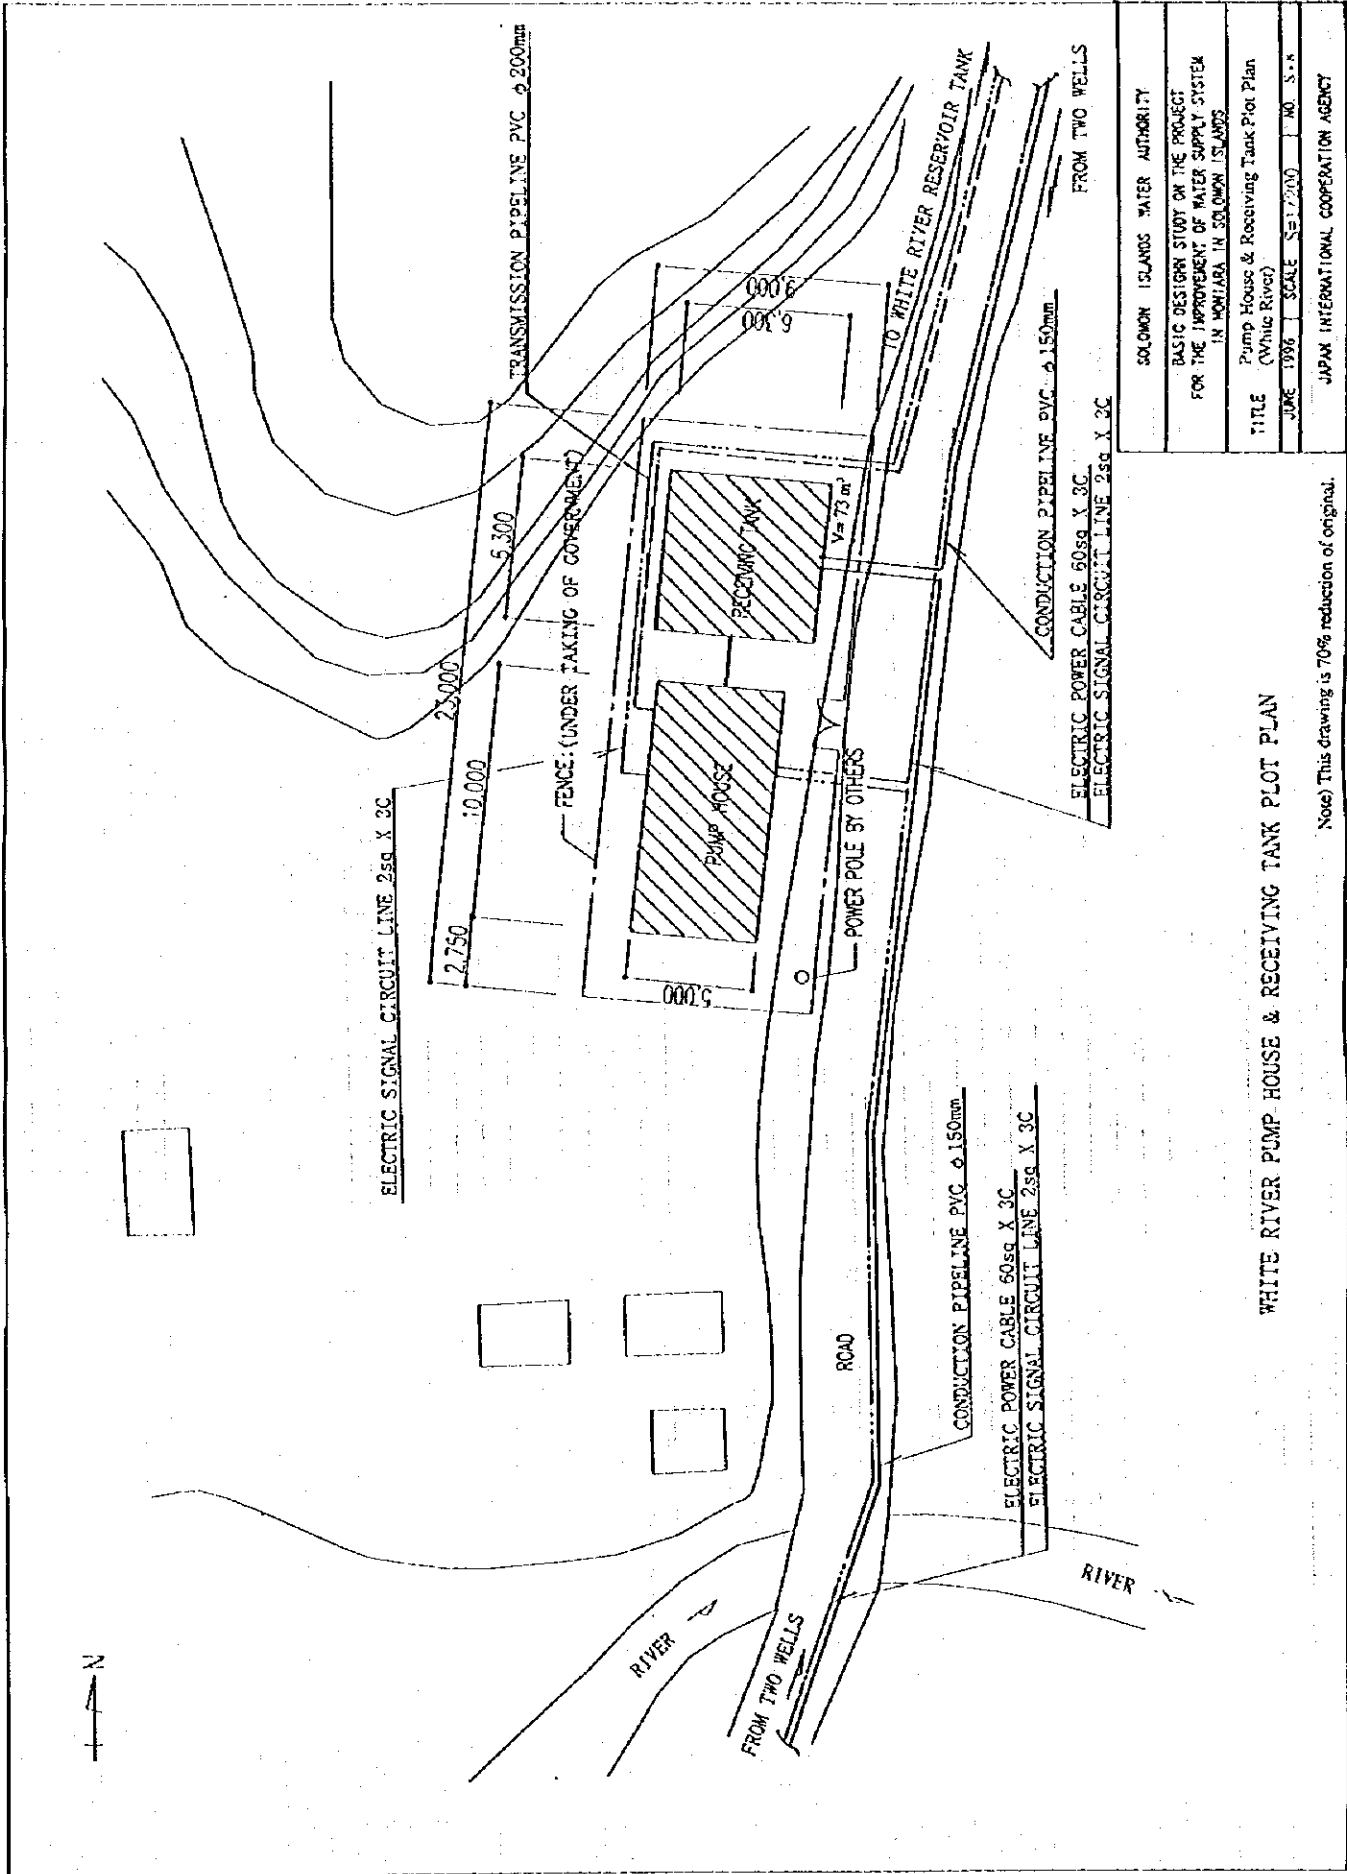 N
ELECTRIC SIGNAL CIRCUIT LINE 2sq X 3C
TRANSMISSION PIPELINE PVC φ 200mm
23,000
2,750
10,000
6,300
FENCE:(UNDER TAKING OF GOVERNMENT)
9,000
6,300
5,000
PUMP HOUSE
RECEIVING TANK
V=73 m³
POWER POLE BY OTHERS
TO WHITE RIVER RESERVOIR TANK
FROM TWO WELLS
ROAD
RIVER
FROM TWO WELLS
RIVER
CONDUCTION PIPELINE PVC φ 150mm
ELECTRIC POWER CABLE 60sq X 3C
ELECTRIC SIGNAL CIRCUIT LINE 2sq X 3C
CONDUCTION PIPELINE PVC φ 150mm
ELECTRIC POWER CABLE 60sq X 3C
ELECTRIC SIGNAL CIRCUIT LINE 2sq X 3C
WHITE RIVER PUMP HOUSE & RECEIVING TANK PLOT PLAN
Note) This drawing is 70% reduction of original.
SOLOMON ISLANDS WATER AUTHORITY
BASIC DESIGN STUDY ON THE PROJECT
FOR THE IMPROVEMENT OF WATER SUPPLY SYSTEM
IN HONIARA IN SOLOMON ISLANDS
TITLE Pump House & Receiving Tank Plot Plan
(White River)
JUNE 1996 SCALE S=1/200 NO.
JAPAN INTERNATIONAL COOPERATION AGENCY